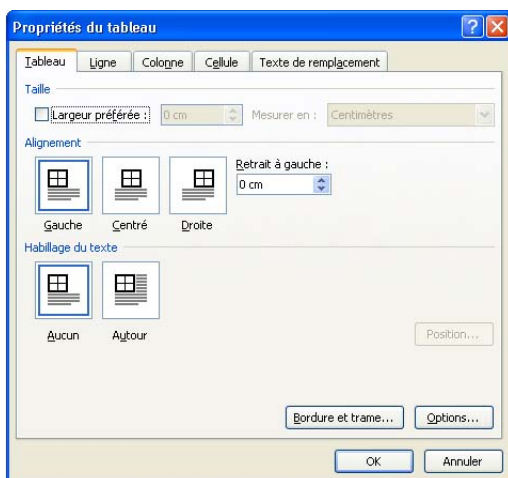 Propriétés du tableau
Tableau Ligne Colonne Cellule Texte de remplacement
Taille
Largeur préférée : 0 cm Mesurer en : Centimètres
Alignement
Retrait à gauche :
0 cm
Gauche Centré Droite
Habillage du texte
Aucun Autour
Position...
Bordure et trame... Options...
OK Annuler